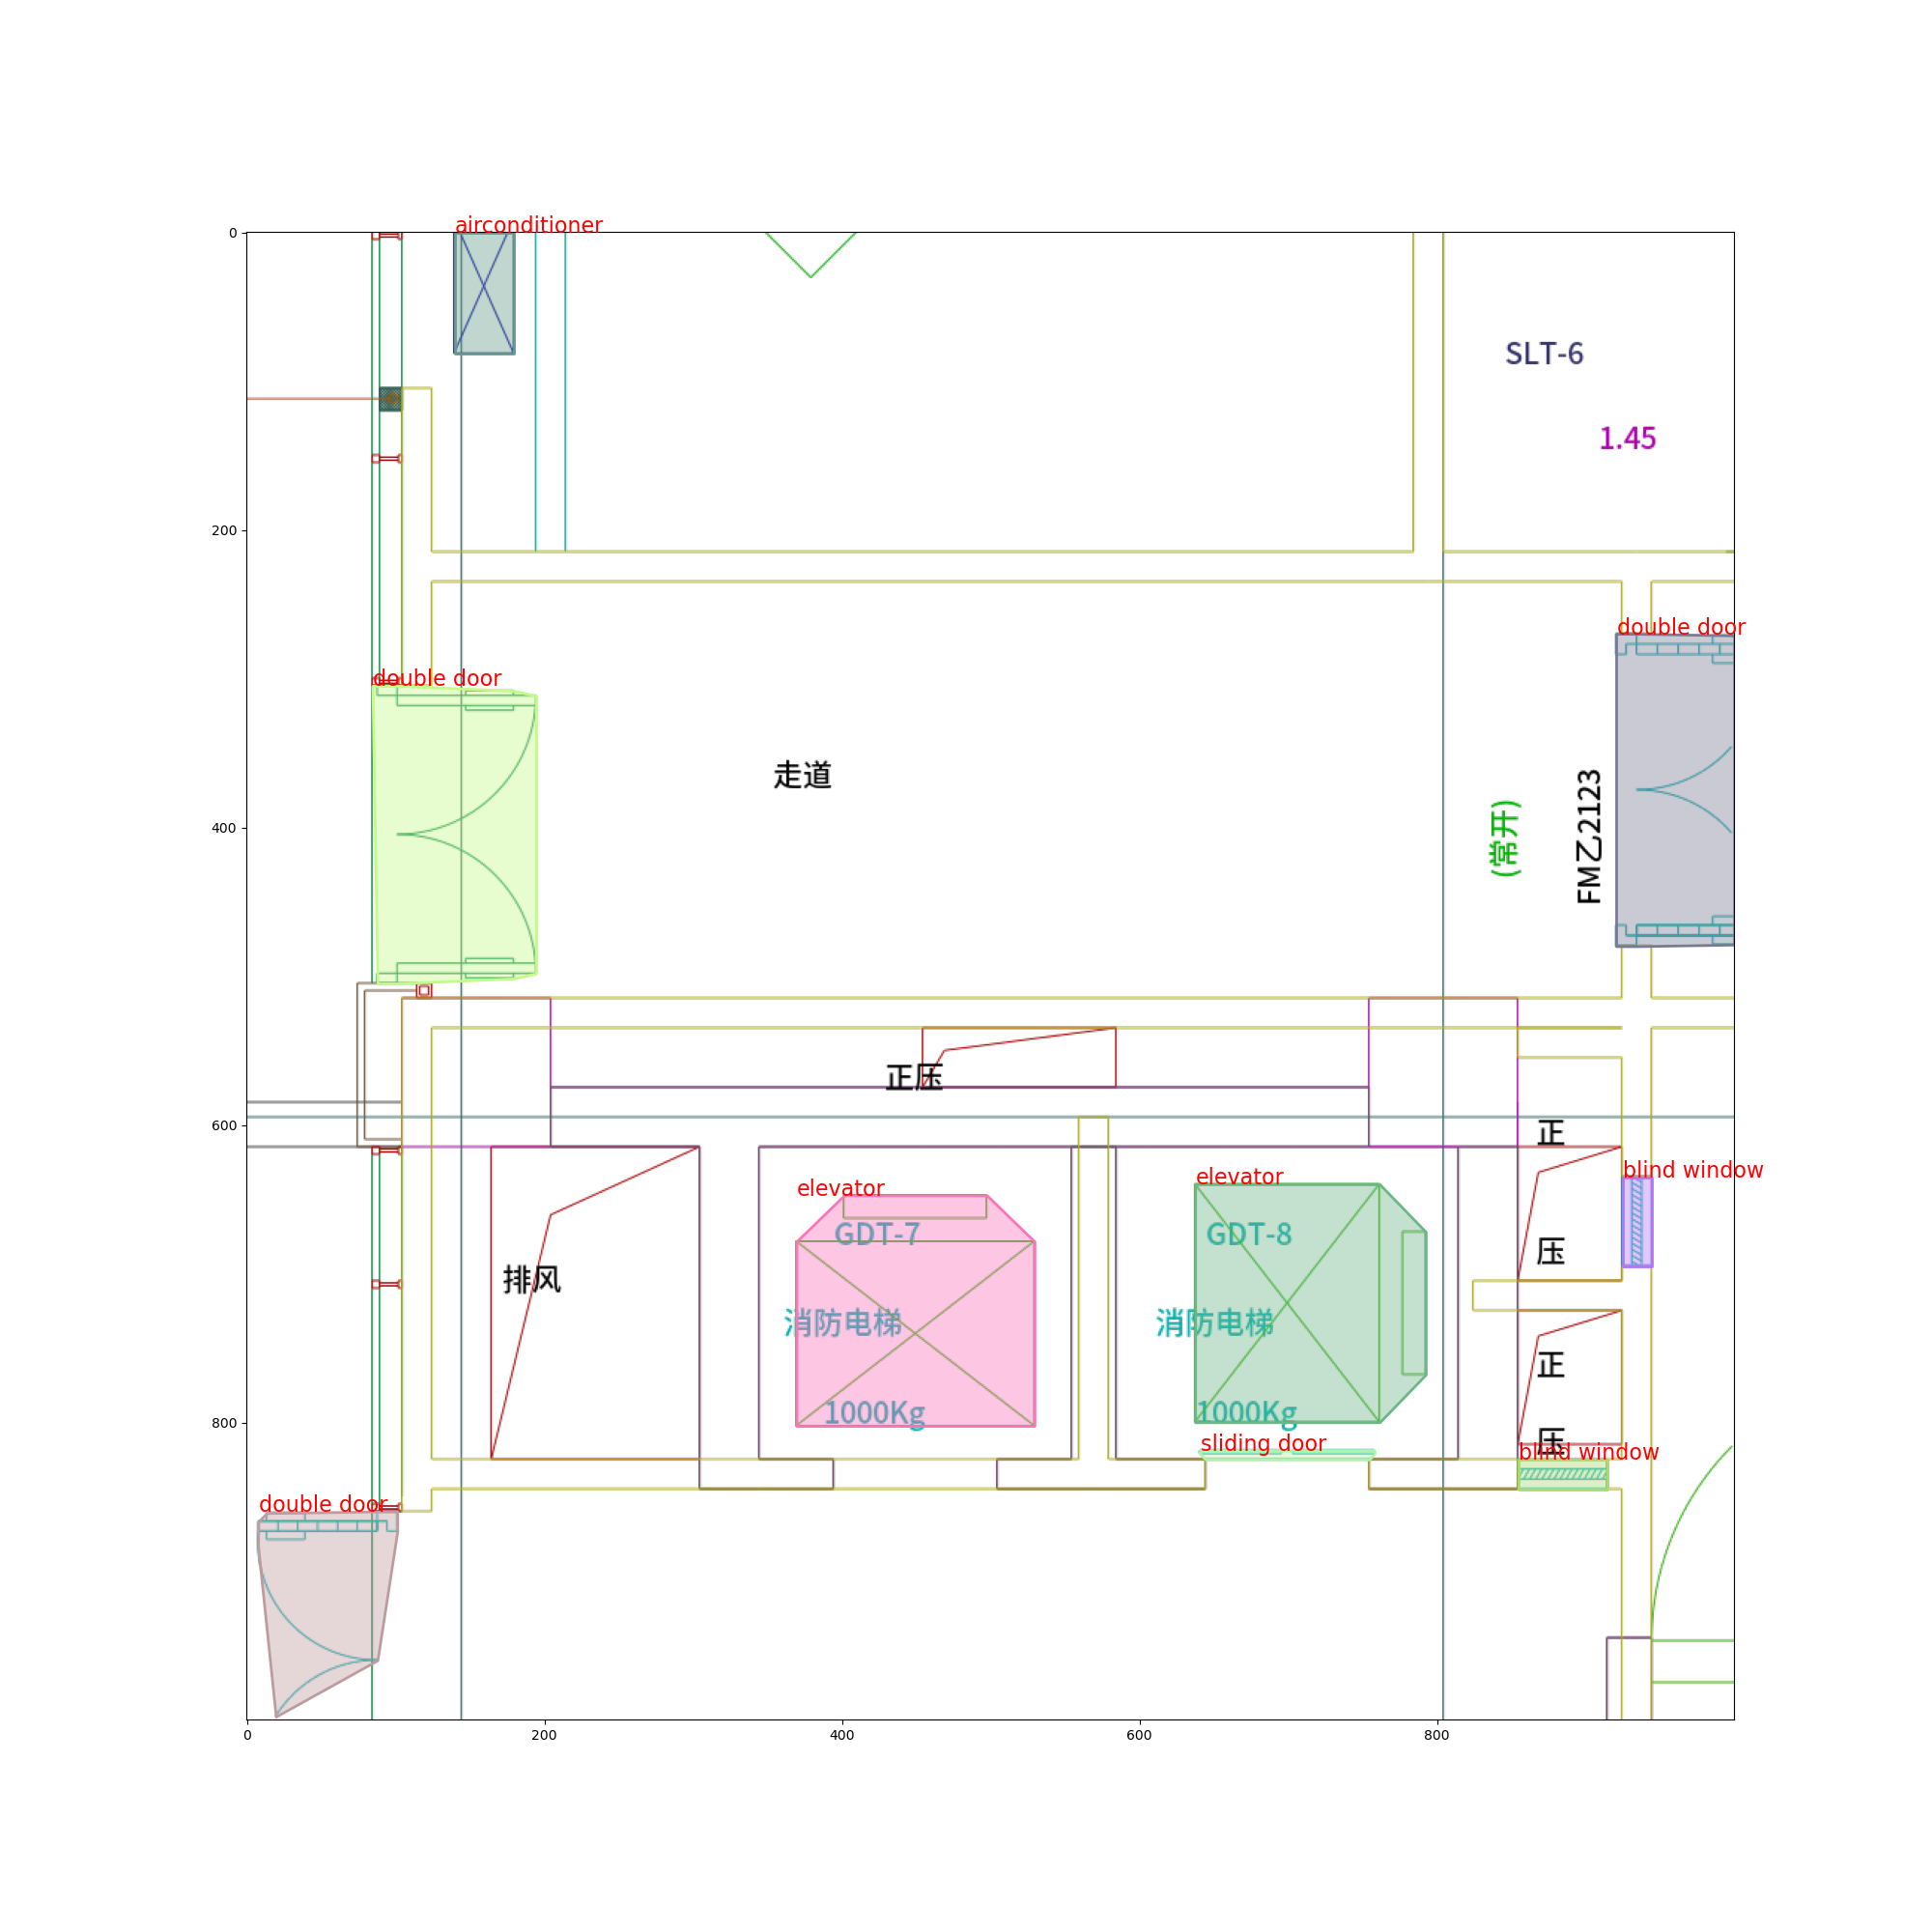 airconditioner
0
SLT-6
1.45
200
double door
double door
走道
(常开)
FM乙2123
400
正压
600
正
压
blind window
elevator
elevator
GDT-7
GDT-8
排风
消防电梯
消防电梯
正
压
1000Kg
1000Kg
800
sliding door
blind window
double door
0
200
400
600
800